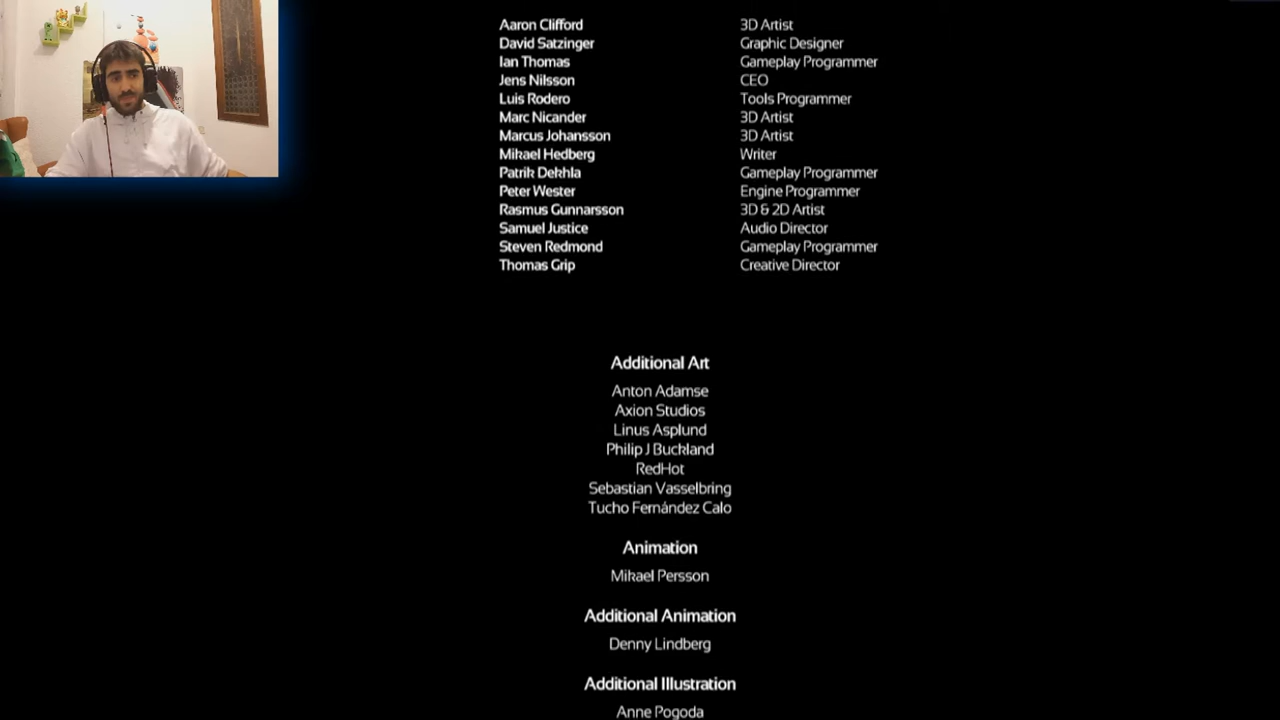 Aaron Clifford 3D Artist
David Satzinger Graphic Designer
Ian Thomas Gameplay Programmer
Jens Nilsson CEO
Luis Rodero Tools Programmer
Marc Nicander 3D Artist
Marcus Johansson 3D Artist
Mikael Hedberg Writer
Patrik Dekhla Gameplay Programmer
Peter Wester Engine Programmer
Rasmus Gunnarsson 3D & 2D Artist
Samuel Justice Audio Director
Steven Redmond Gameplay Programmer
Thomas Grip Creative Director
Additional Art
Anton Adamse
Axion Studios
Linus Asplund
Philip J Buckland
RedHot
Sebastian Vasselbring
Tucho Fernández Calo
Animation
Mikael Persson
Additional Animation
Denny Lindberg
Additional Illustration
Anne Pogoda